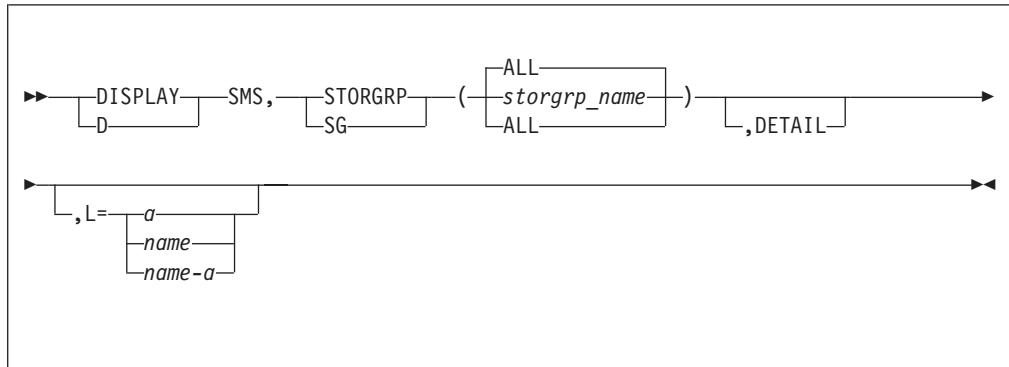 ALL
DISPLAY SMS, STORGRP ( storgrp_name )
D SG ALL ,DETAIL
,L= a
name
name-a